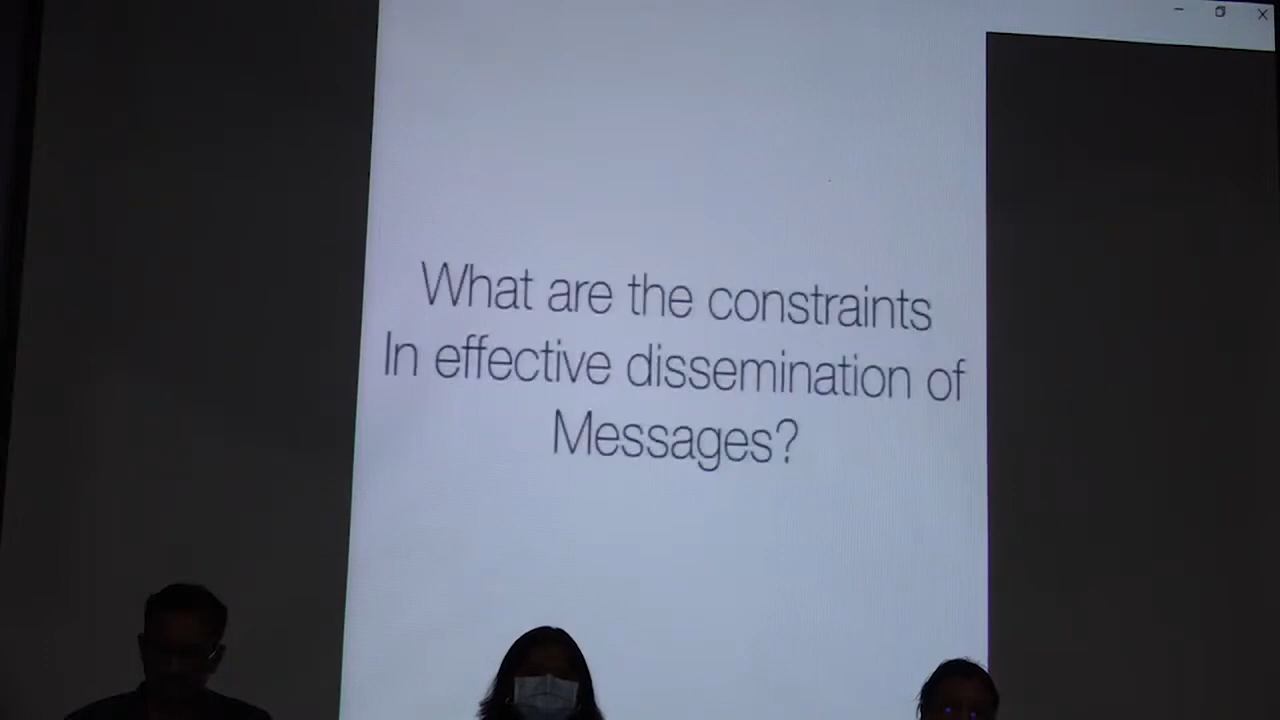 What are the constraints
In effective dissemination of
Messages?